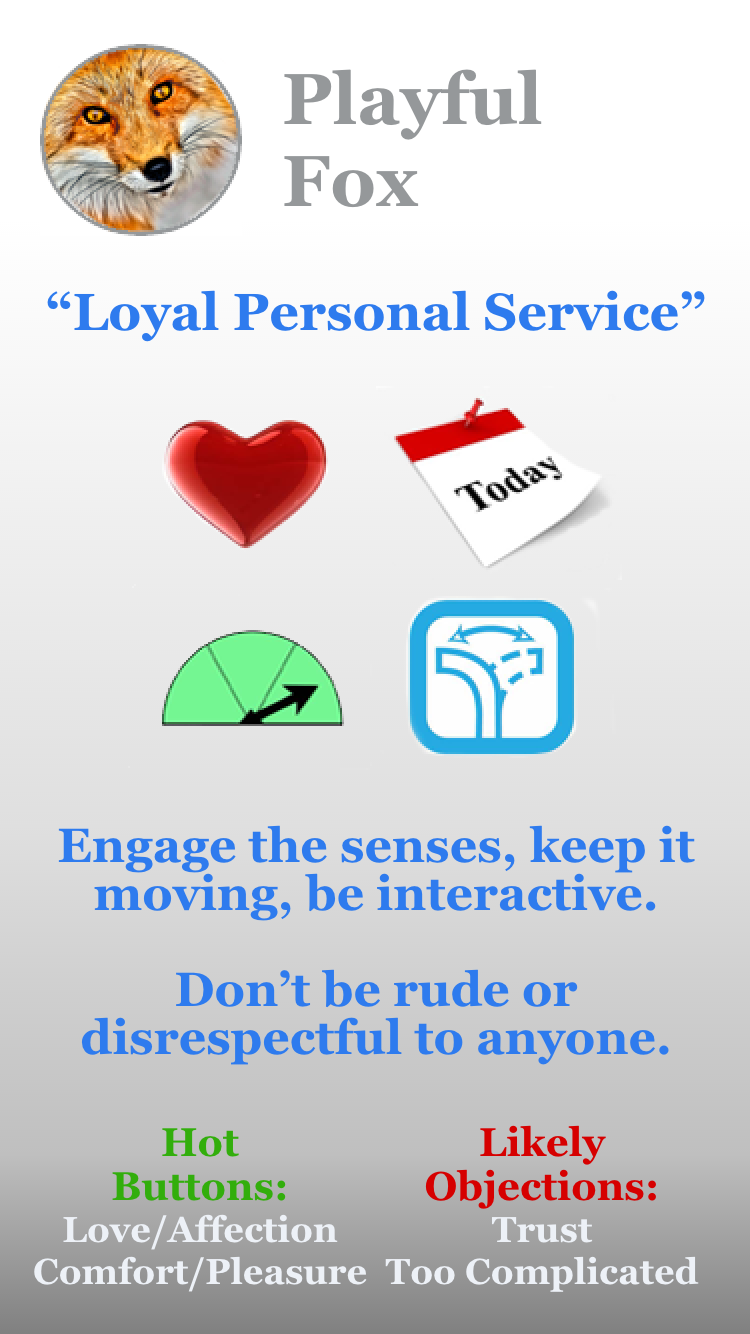 Playful
Fox
“Loyal Personal Service”
Today
Engage the senses, keep it
moving, be interactive.
Don’t be rude or
disrespectful to anyone.
Hot
Buttons:
Love/Affection
Comfort/Pleasure
Likely
Objections:
Trust
Too Complicated